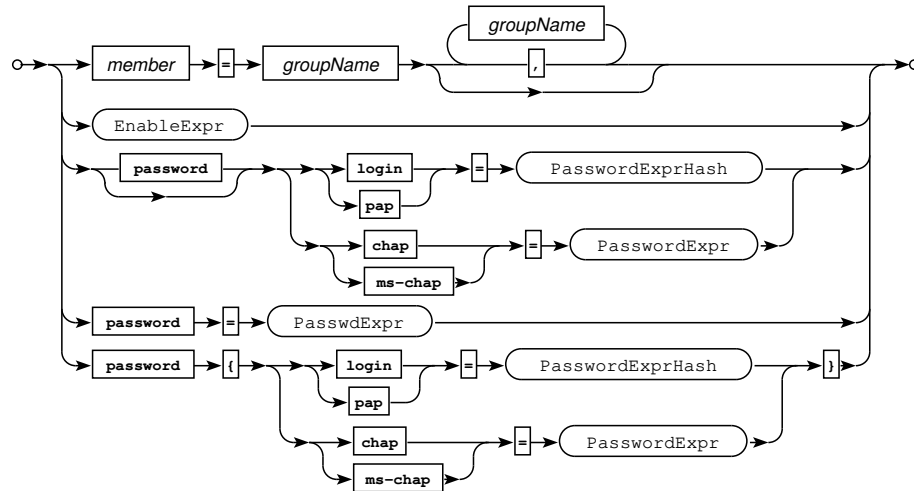 groupName
member = groupName ,
EnableExpr
password login = PasswordExprHash
pap
chap = PasswordExpr
ms-chap
password = PasswdExpr
password { login = PasswordExprHash }
pap
chap = PasswordExpr
ms-chap